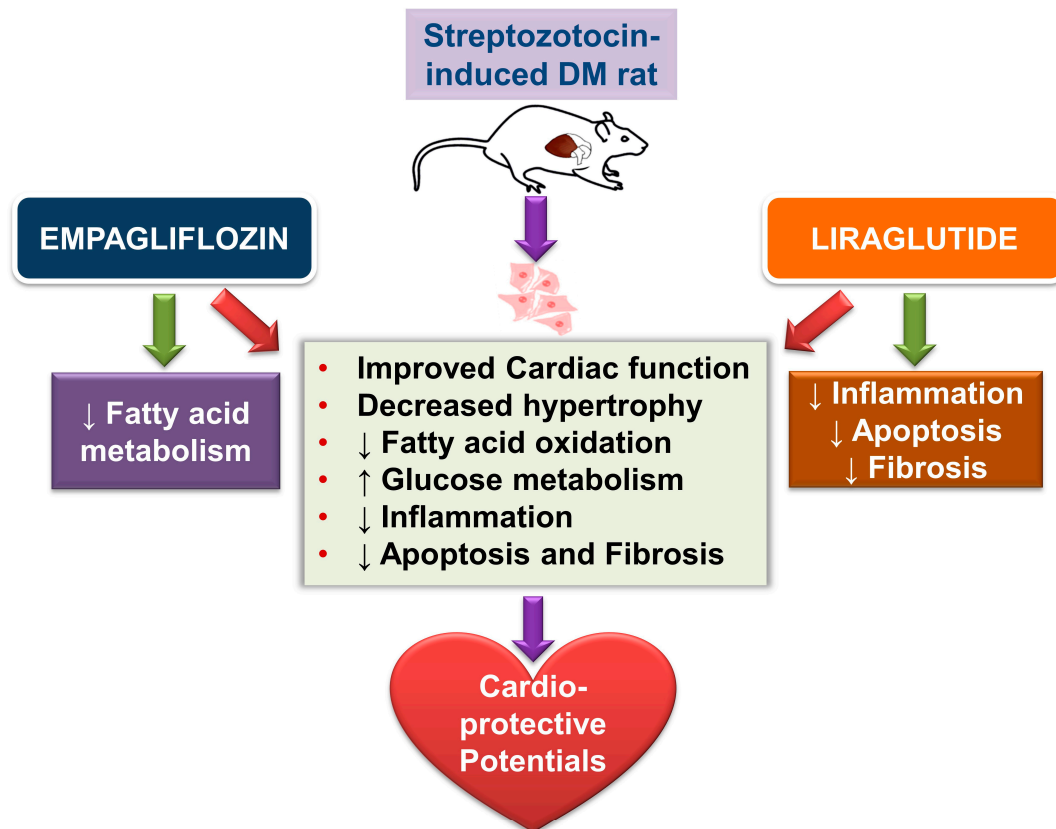 Streptozotocin-
induced DM rat
EMPAGLIFLOZIN
LIRAGLUTIDE
↓ Fatty acid
metabolism
• Improved Cardiac function
• Decreased hypertrophy
• ↓ Fatty acid oxidation
• ↑ Glucose metabolism
• ↓ Inflammation
• ↓ Apoptosis and Fibrosis
↓ Inflammation
↓ Apoptosis
↓ Fibrosis
Cardio-
protective
Potentials